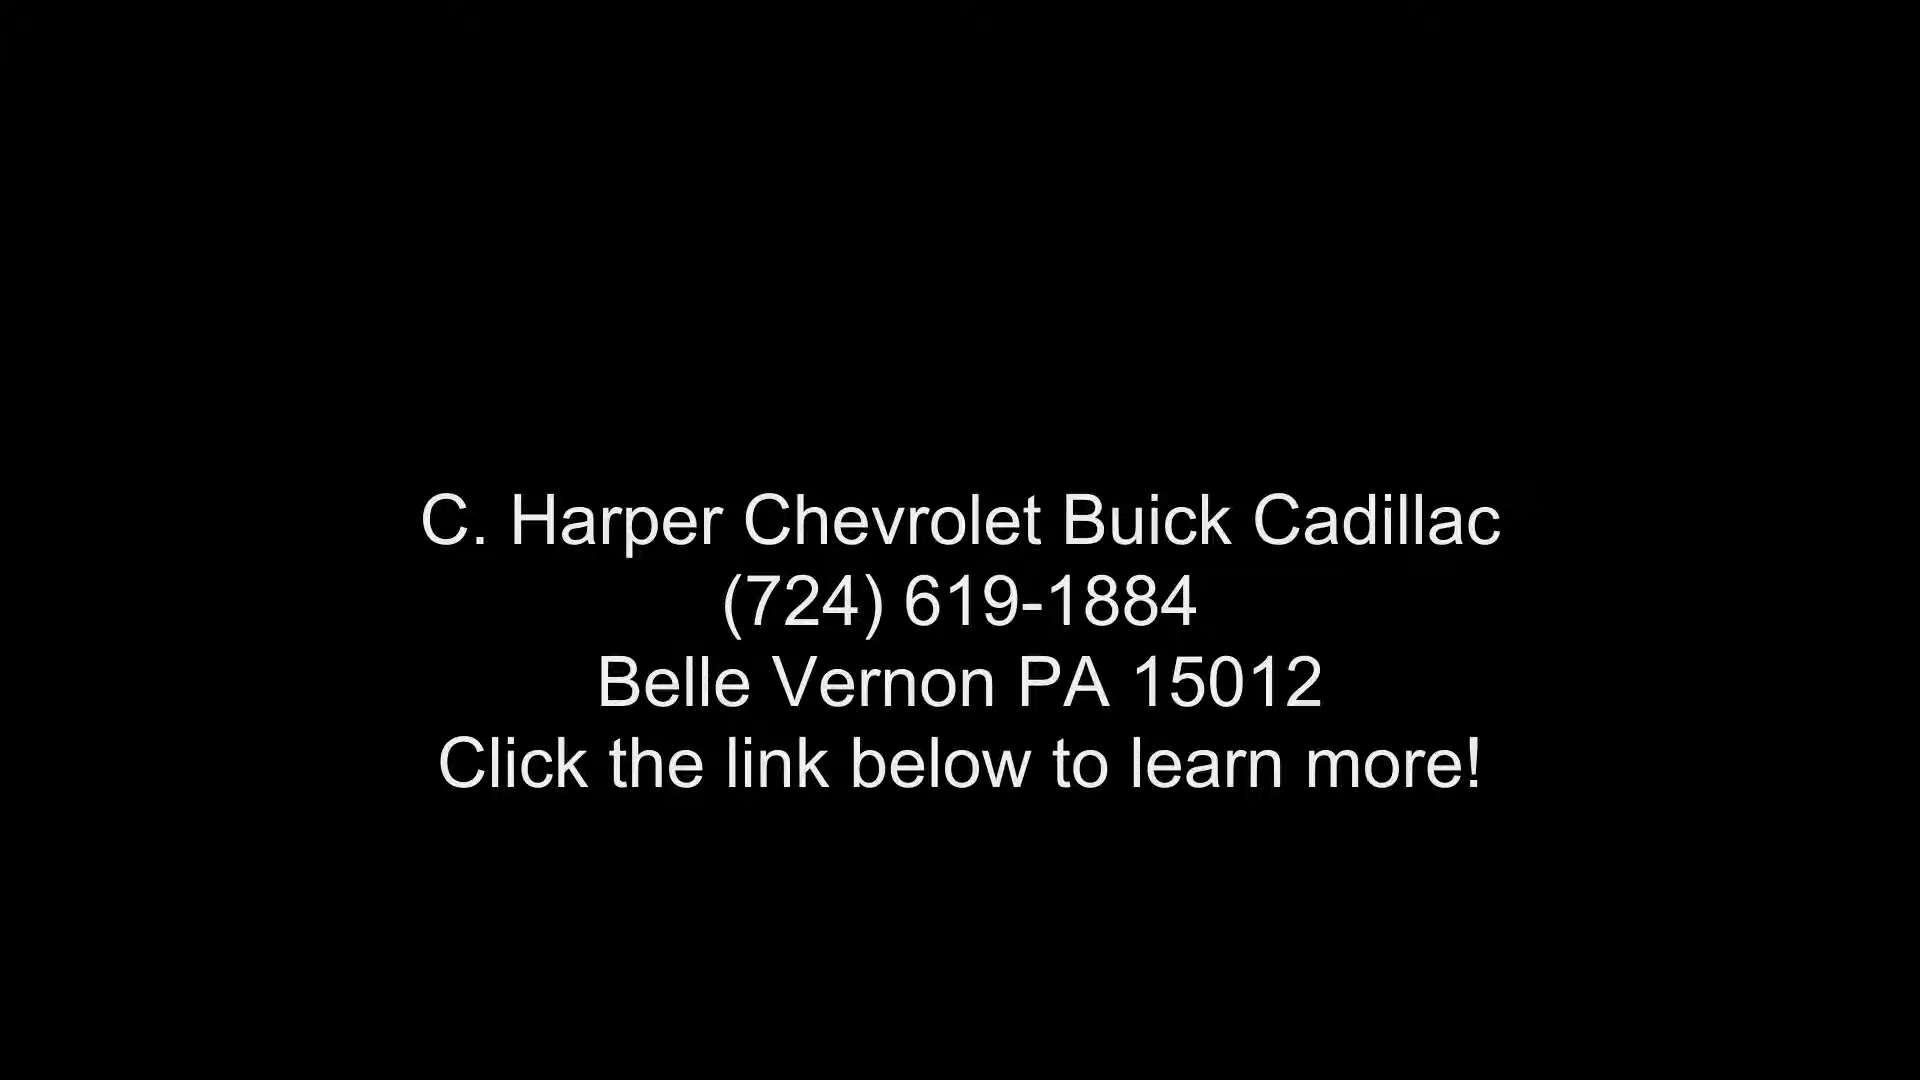 C. Harper Chevrolet Buick Cadillac
(724) 619-1884
Belle Vernon PA 15012
Click the link below to learn more!